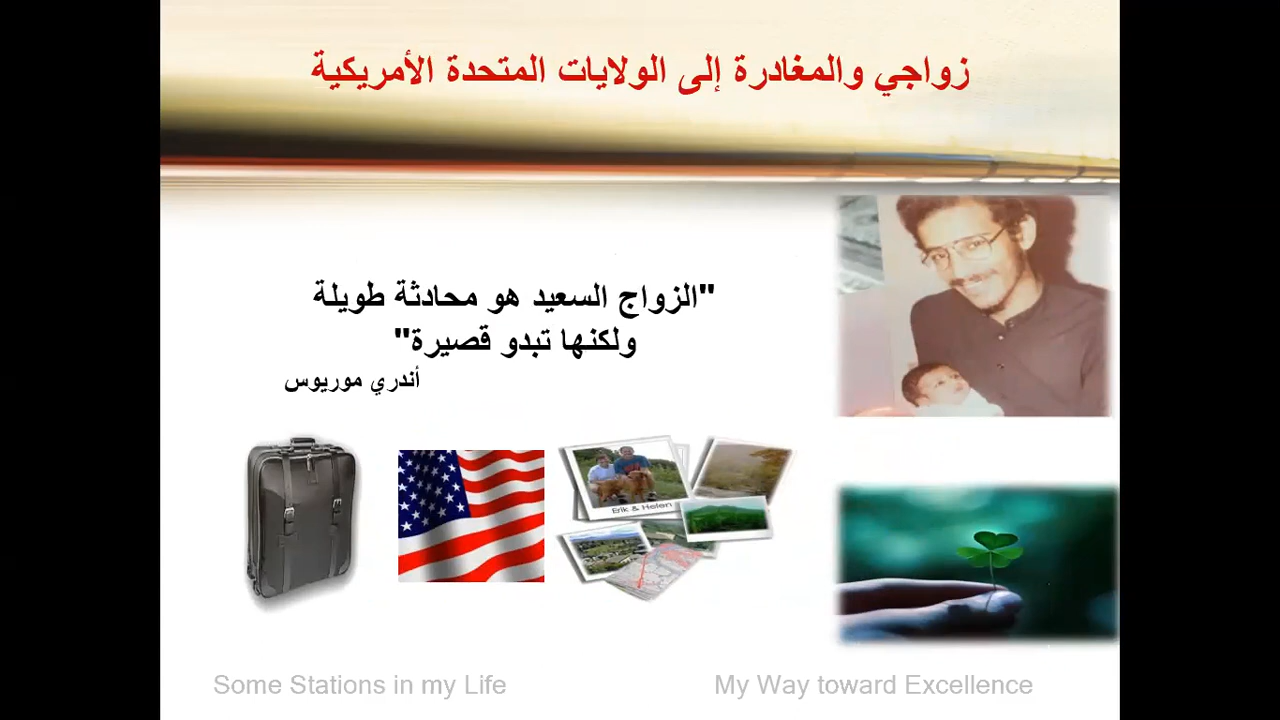 زواجي والمغادرة إلى الولايات المتحدة الأمريكية
"الزواج السعيد هو محادثة طويلة
ولكنها تبدو قصيرة"
أندري موريوس
Erik & Helen
Some Stations in my Life
My Way toward Excellence